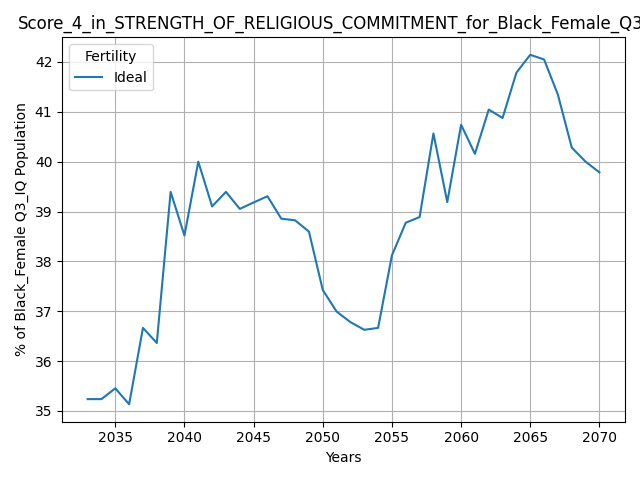 Score_4_in_STRENGTH_OF_RELIGIOUS_COMMITMENT_for_Black_Female_Q3
Fertility
Ideal
% of Black_Female Q3_IQ Population
42
41
40
39
38
37
36
35
2035 2040 2045 2050 2055 2060 2065 2070
Years